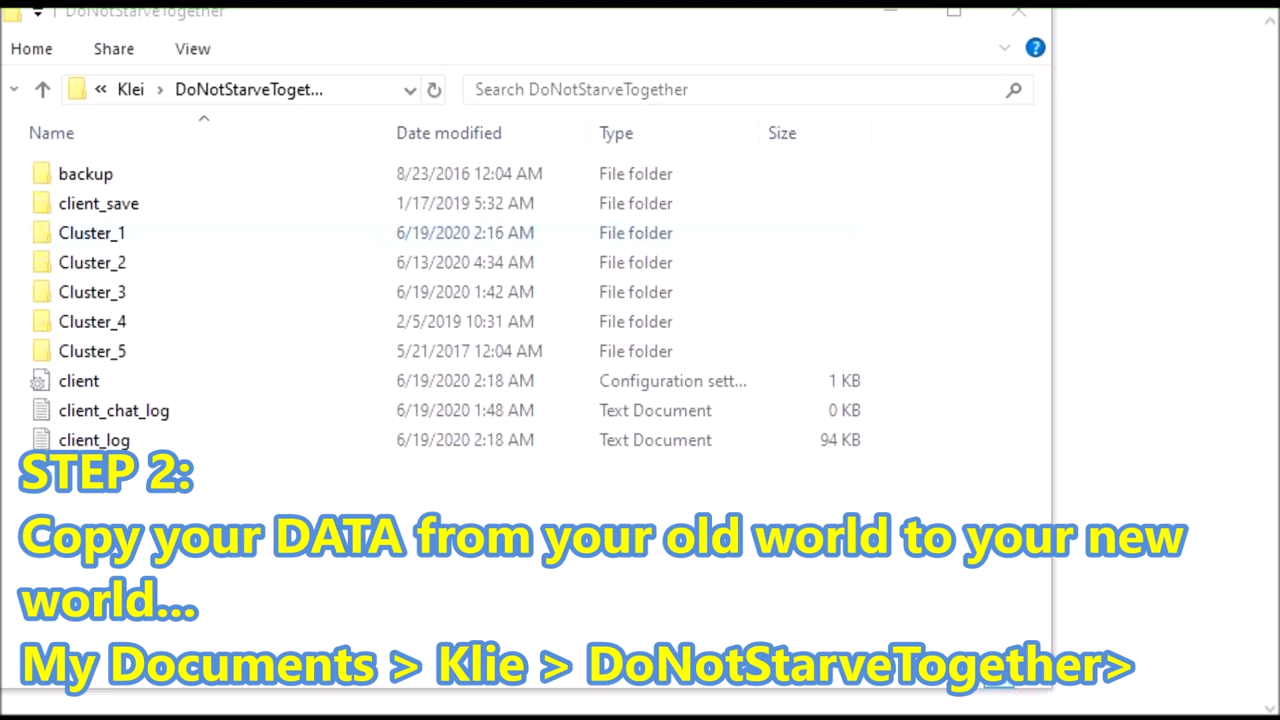 DoNotStarveTogether
Home Share View
Klei DoNotStarveToget... Search DoNotStarveTogether
Name Date modified Type Size
backup 8/23/2016 12:04 AM File folder
client_save 1/17/2019 5:32 AM File folder
Cluster_1 6/19/2020 2:16 AM File folder
Cluster_2 6/13/2020 4:34 AM File folder
Cluster_3 6/19/2020 1:42 AM File folder
Cluster_4 2/5/2019 10:31 AM File folder
Cluster_5 5/21/2017 12:04 AM File folder
client 6/19/2020 2:18 AM Configuration sett... 1 KB
client_chat_log 6/19/2020 1:48 AM Text Document 0 KB
client_log 6/19/2020 2:18 AM Text Document 94 KB
STEP 2:
Copy your DATA from your old world to your new
world...
My Documents > Klie > DoNotStarveTogether>